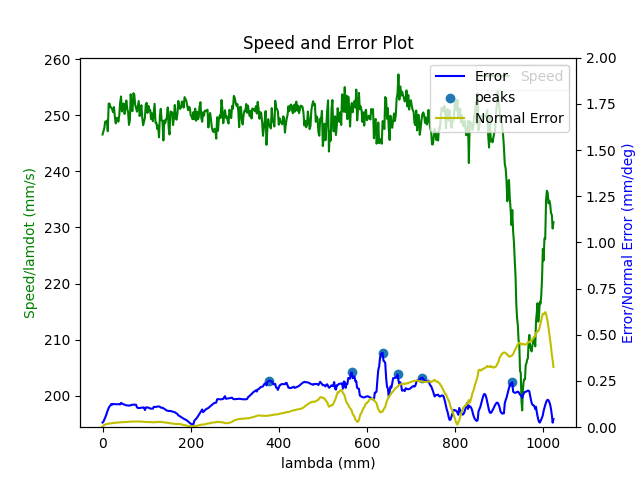 Speed and Error Plot
260
250
240
230
220
210
200
Speed/lamdot (mm/s)
2.00
1.75
1.50
1.25
1.00
0.75
0.50
0.25
0.00
Error/Normal Error (mm/deg)
Error
Speed
peaks
Normal Error
0 200 400 600 800 1000
lambda (mm)